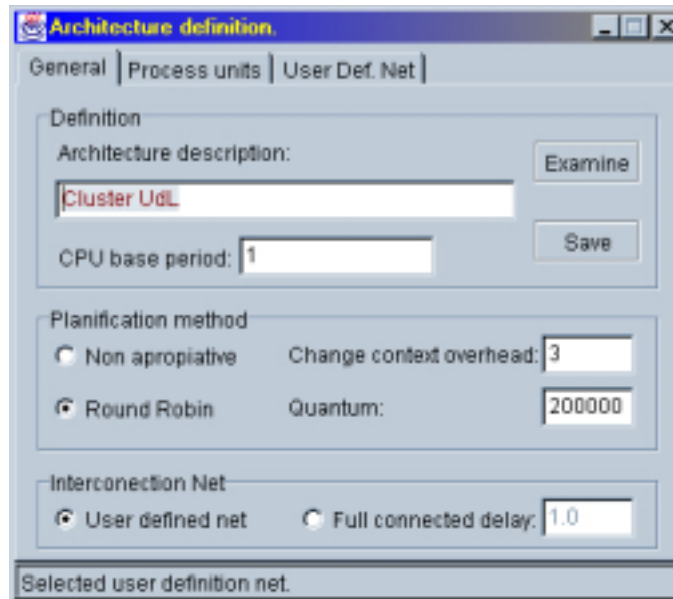 Architecture definition.
General Process units User Def. Net
Definition
Architecture description:
Examine
Cluster UdL
CPU base period: 1
Save
Planification method
Non apropiative Change context overhead: 3
Round Robin Quantum: 200000
Interconection Net
User defined net Full connected delay: 1.0
Selected user definition net.